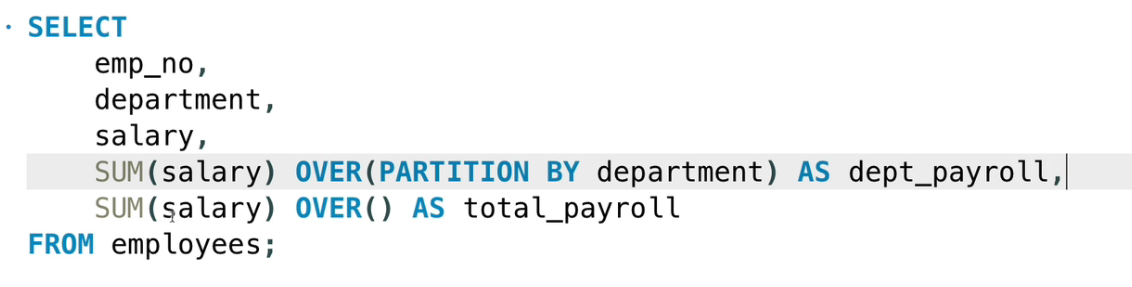 SELECT
emp_no,
department,
salary,
SUM(salary) OVER(PARTITION BY department) AS dept_payroll,
SUM(salary) OVER() AS total_payroll
FROM employees;